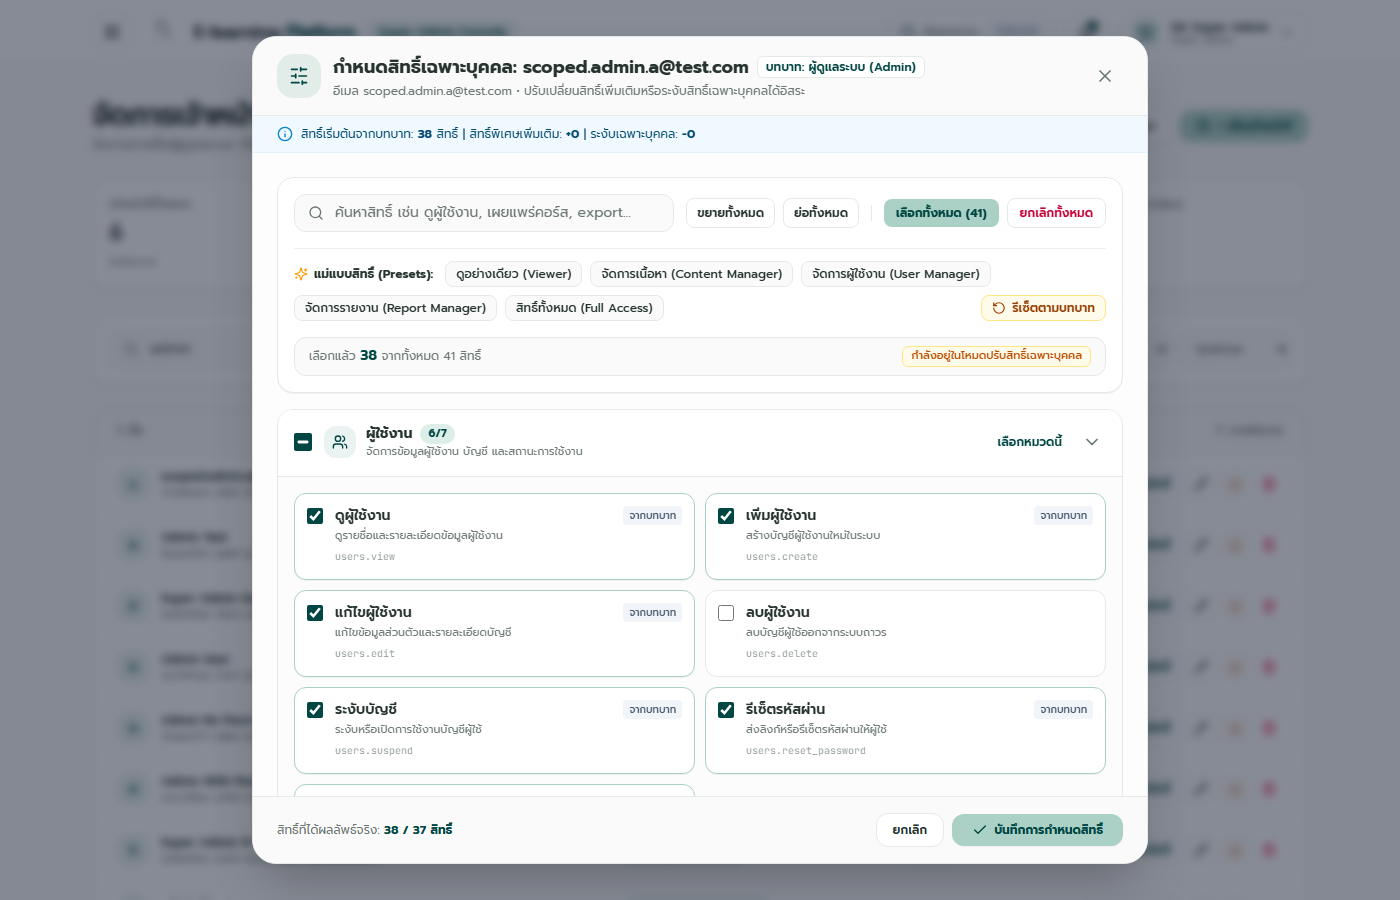 กำหนดสิทธิ์เฉพาะบุคคล: scoped.admin.a@test.com บทบาท: ผู้ดูแลระบบ (Admin)
อีเมล scoped.admin.a@test.com • ปรับเปลี่ยนสิทธิ์เพิ่มเติมหรือระงับสิทธิ์เฉพาะบุคคลได้อิสระ
สิทธิ์เริ่มต้นจากบทบาท: 38 สิทธิ์ | สิทธิ์พิเศษเพิ่มเติม: +0 | ระงับเฉพาะบุคคล: -0
ค้นหาสิทธิ์ เช่น ดูผู้ใช้งาน, เผยแพร่คอร์ส, export... ขยายทั้งหมด ย่อทั้งหมด เลือกทั้งหมด (41) ยกเลิกทั้งหมด
แม่แบบสิทธิ์ (Presets): ดูอย่างเดียว (Viewer) จัดการเนื้อหา (Content Manager) จัดการผู้ใช้งาน (User Manager)
จัดการรายงาน (Report Manager) สิทธิ์ทั้งหมด (Full Access) รีเซ็ตตามบทบาท
เลือกแล้ว 38 จากทั้งหมด 41 สิทธิ์ กำลังอยู่ในโหมดปรับสิทธิ์เฉพาะบุคคล
ผู้ใช้งาน 6/7 เลือกหมวดนี้
จัดการข้อมูลผู้ใช้งาน บัญชี และสถานะการใช้งาน
ดูผู้ใช้งาน จากบทบาท
ดูรายชื่อและรายละเอียดข้อมูลผู้ใช้งาน
users.view
เพิ่มผู้ใช้งาน จากบทบาท
สร้างบัญชีผู้ใช้งานใหม่ในระบบ
users.create
แก้ไขผู้ใช้งาน จากบทบาท
แก้ไขข้อมูลส่วนตัวและรายละเอียดบัญชี
users.edit
ลบผู้ใช้งาน
ลบบัญชีผู้ใช้ออกจากระบบถาวร
users.delete
ระงับบัญชี จากบทบาท
ระงับหรือเปิดการใช้งานบัญชีผู้ใช้
users.suspend
รีเซ็ตรหัสผ่าน จากบทบาท
ส่งลิงก์หรือรีเซ็ตรหัสผ่านให้ผู้ใช้
users.reset_password
สิทธิ์ที่ได้ผลลัพธ์จริง: 38 / 37 สิทธิ์ ยกเลิก บันทึกการกำหนดสิทธิ์